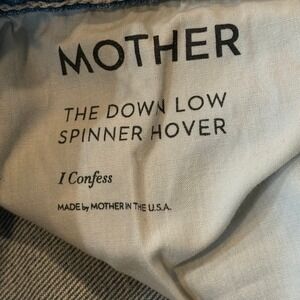 MOTHER
THE DOWN LOW
SPINNER HOVER
I Confess
MADE by MOTHER IN THE U.S.A.